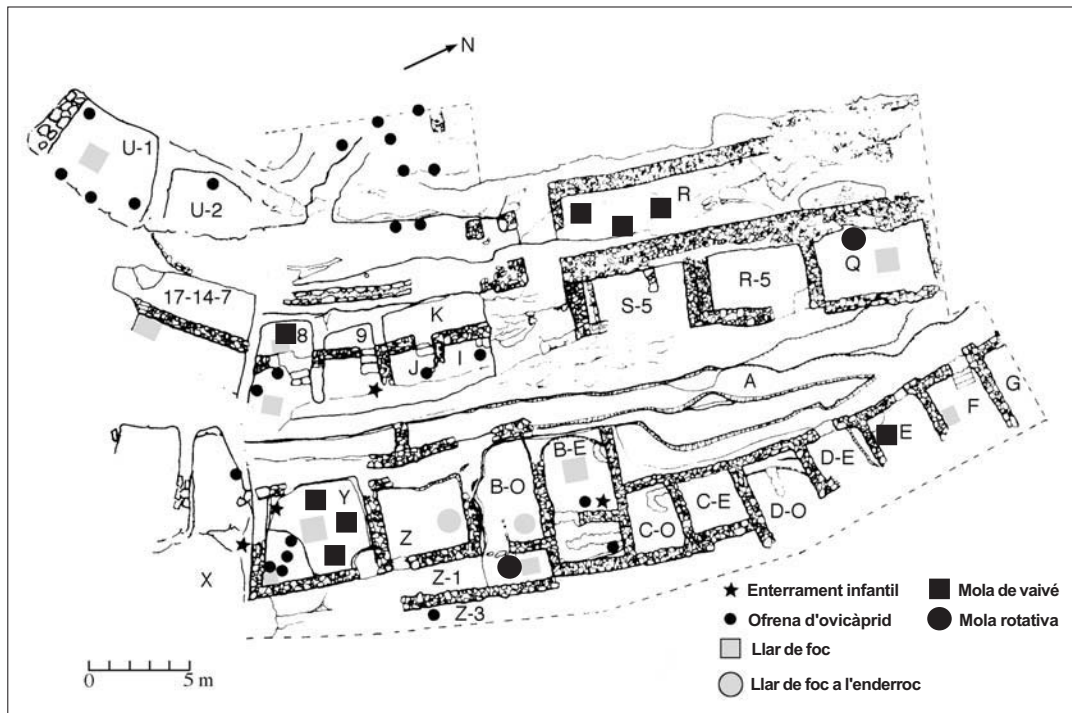 N
U-1
U-2
R
Q
17-14-7
K
R-5
S-5
8
9
J
I
A
G
F
E
B-E
D-E
B-O
Y
C-E
C-O
D-O
Z
X
Z-1
Z-3
Enterrament infantil
Mola de vaivé
Ofrena d'ovicàprid
Mola rotativa
Llar de foc
Llar de foc a l'enderroc
0 5 m